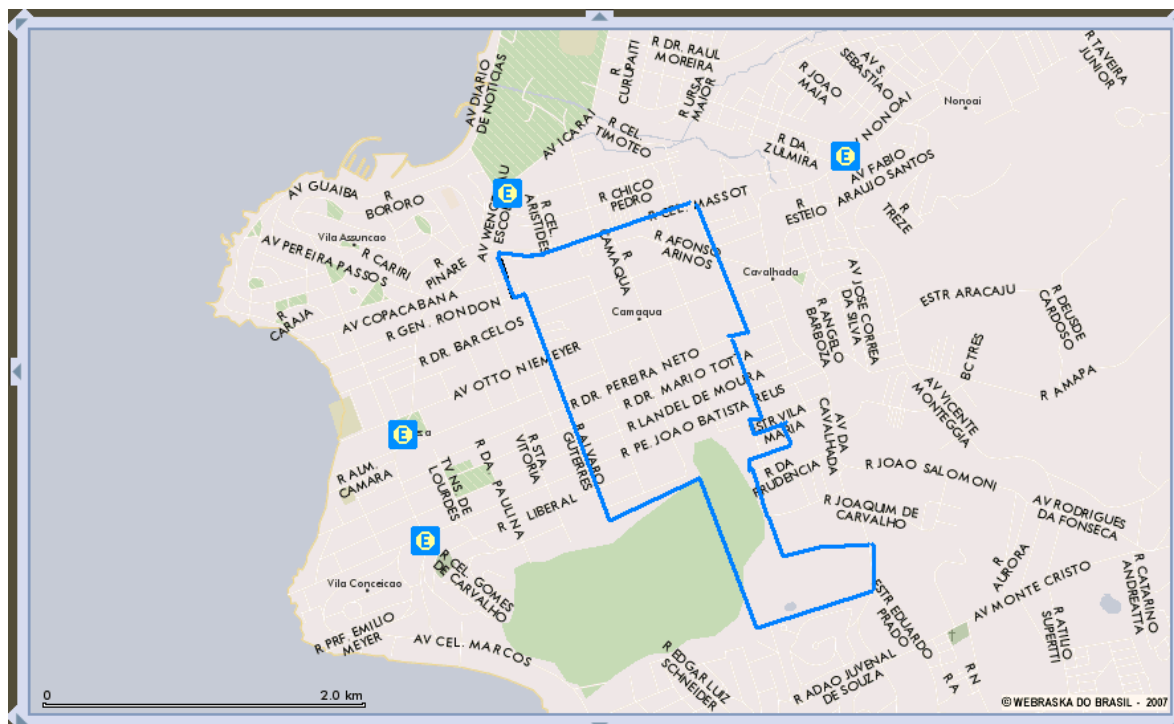 R TAVEIRA
JUNIOR
R DR. RAUL
MOREIRA
R
CURUPAITI
AV S.
SEBASTIAO
AV DIARIO
DE NOTICIAS
R URSA
MAIOR
R JOAO
MAIA
Nonoai
NONOAI
AV ICARAI
R CEL.
TIMOTEO
R DA.
ZULMIRA
AV FABIO
ARAUJO SANTOS
E
E
AV GUAIBA
R
BORORO
R CHICO
PEDRO
R CEL. MASSOT
R
ESTEIO
R
TREZE
R CEL.
ARISTIDES
Vila Assuncao
AV PEREIRA PASSOS
R CARIRI
R
PINARE
R
CAMAQUA
R AFONSO
ARINOS
Cavalhada
AV JOSE CORREA
DA SILVA
ESTR ARACAJU
R DEUSDE
CARDOSO
R
CARAJA
AV COPACABANA
R GEN. RONDON
Camaqua
R ANGELO
BARBOZA
BC TRES
R DR. BARCELOS
AV OTTO NIEMEYER
R DR. PEREIRA NETO
R DR. MARIO TOTTA
R LANDEL DE MOURA
R PE. JOAO BATISTA REUS
R AMAPA
AV VICENTE
MONTEGGIA
E
R ALVARO
GUTERRES
R STA
VITORIA
R DA. PAULINA
TV NS DE
LOURDES
R ALM.
CAMARA
R LIBERAL
VILA
MARIA
AV DA
CAVALHADA
R DA
PRUDENCIA
R JOAO SALOMONI
R JOAQUIM DE
CARVALHO
AV RODRIGUES
DA FONSECA
E
R CEL. GOMES
DE CARVALHO
Vila Conceicao
R PRF. EMILIO
MEYER
AV CEL. MARCOS
R
AURORA
AV MONTE CRISTO
R CATARINO
ANDREATTA
R ATILIO
SUPERTI
ESTR EDUARDO
PRADO
R EDGAR LUIZ
SCHNEIDER
R ADAO JUVENAL
DE SOUZA
R A
R N
0 2.0 km
© WEBRASKA DO BRASIL - 2007